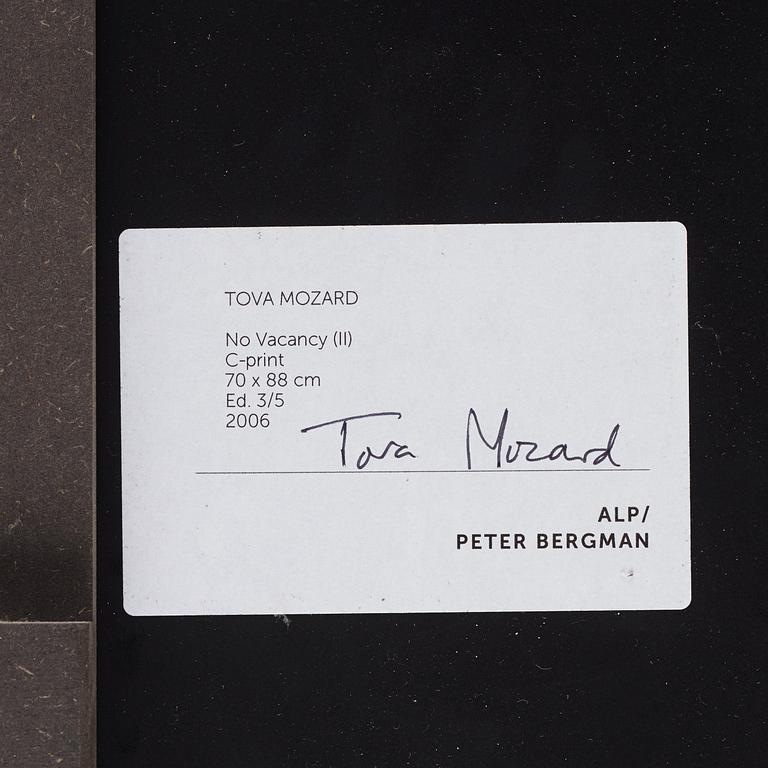 TOVA MOZARD
No Vacancy (II)
C-print
70 x 88 cm
Ed. 3/5
2006
Tova Mozard
ALP/
PETER BERGMAN